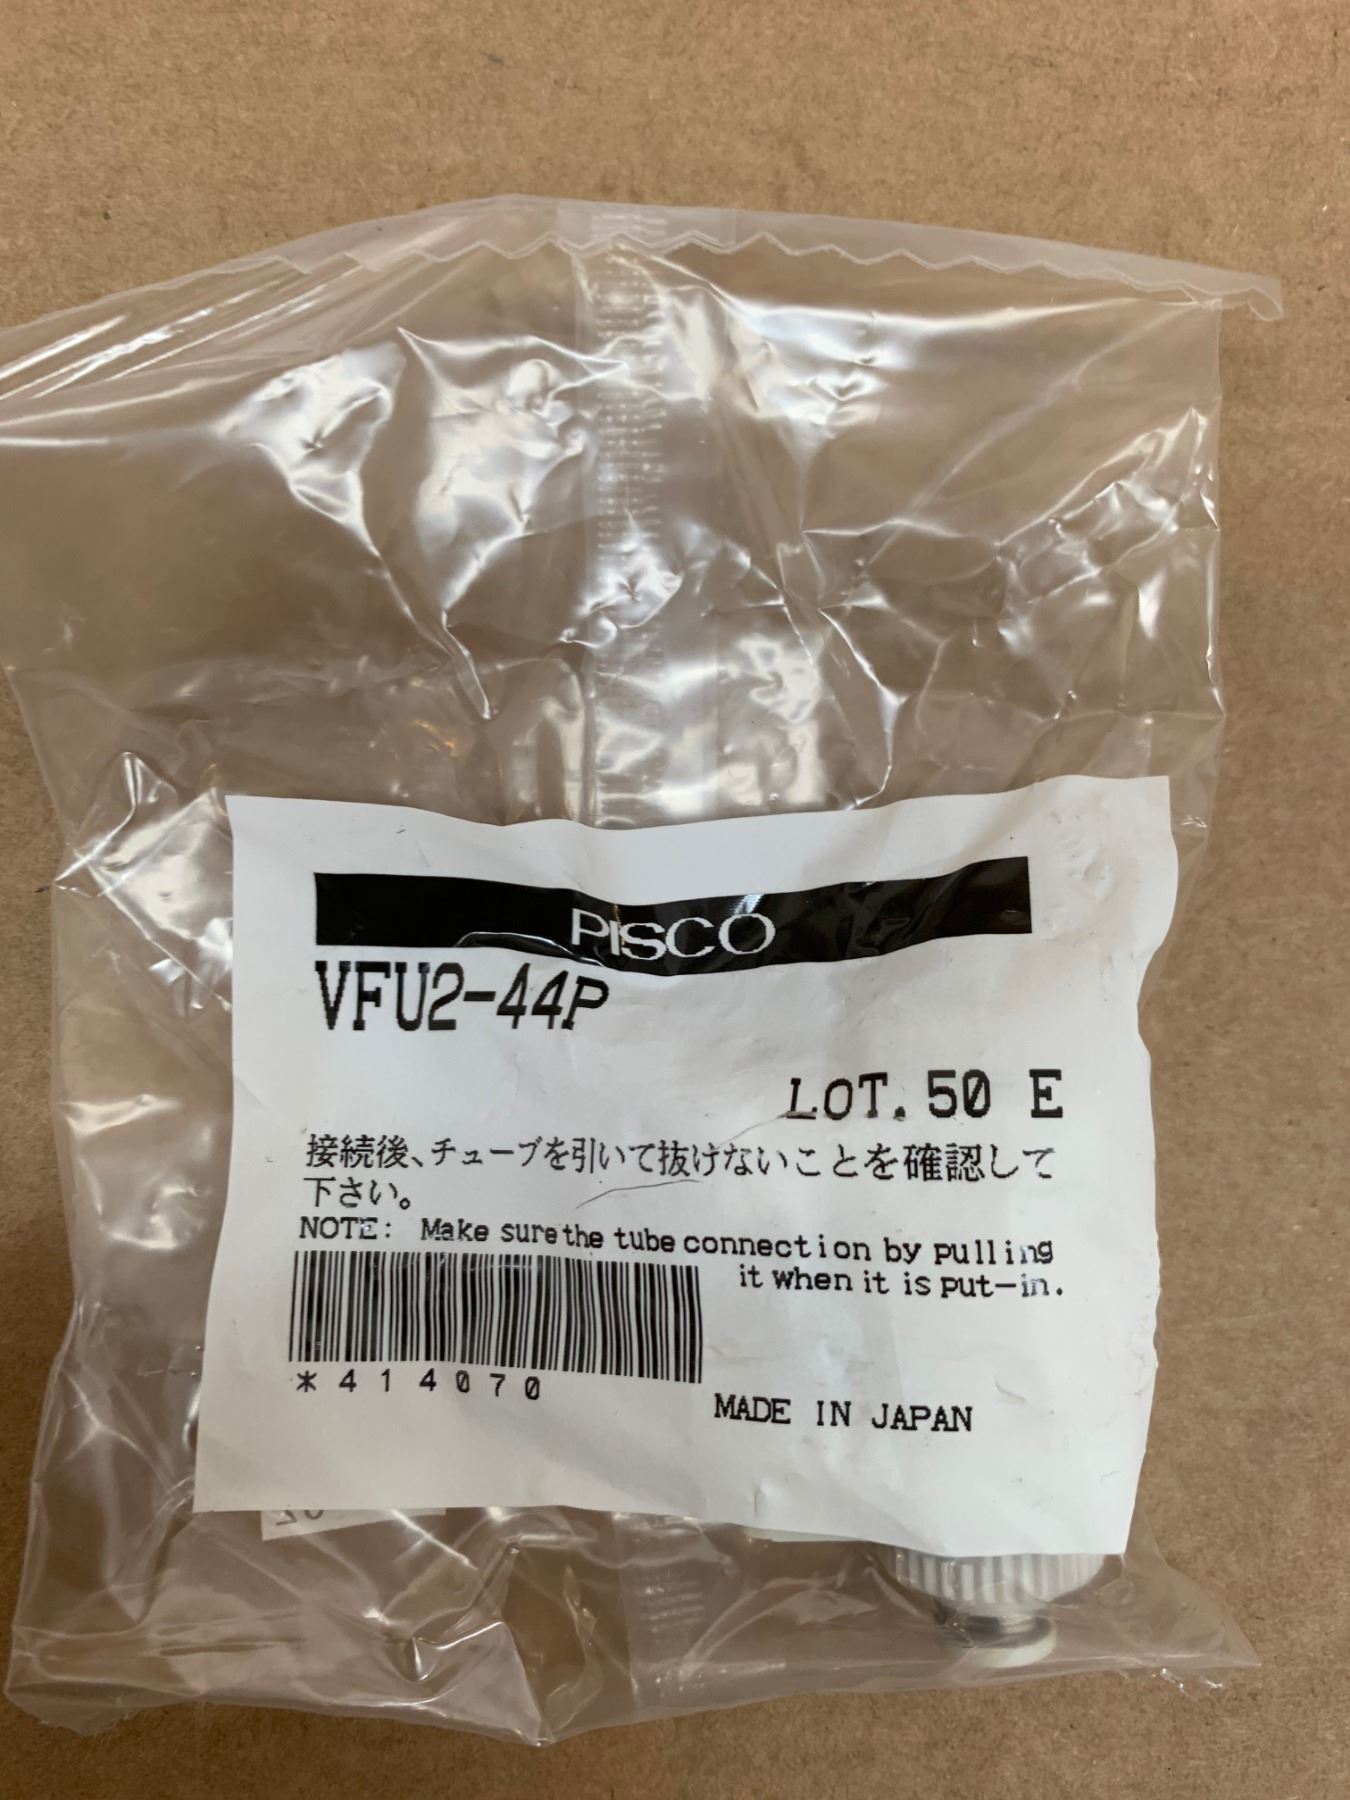 PISCO
VFU2-44P
LOT. 50 E
接続後、チューブを引いて抜けないことを確認して
下さい。
NOTE: Make sure the tube connection by pulling
it when it is put-in.
*414070
MADE IN JAPAN